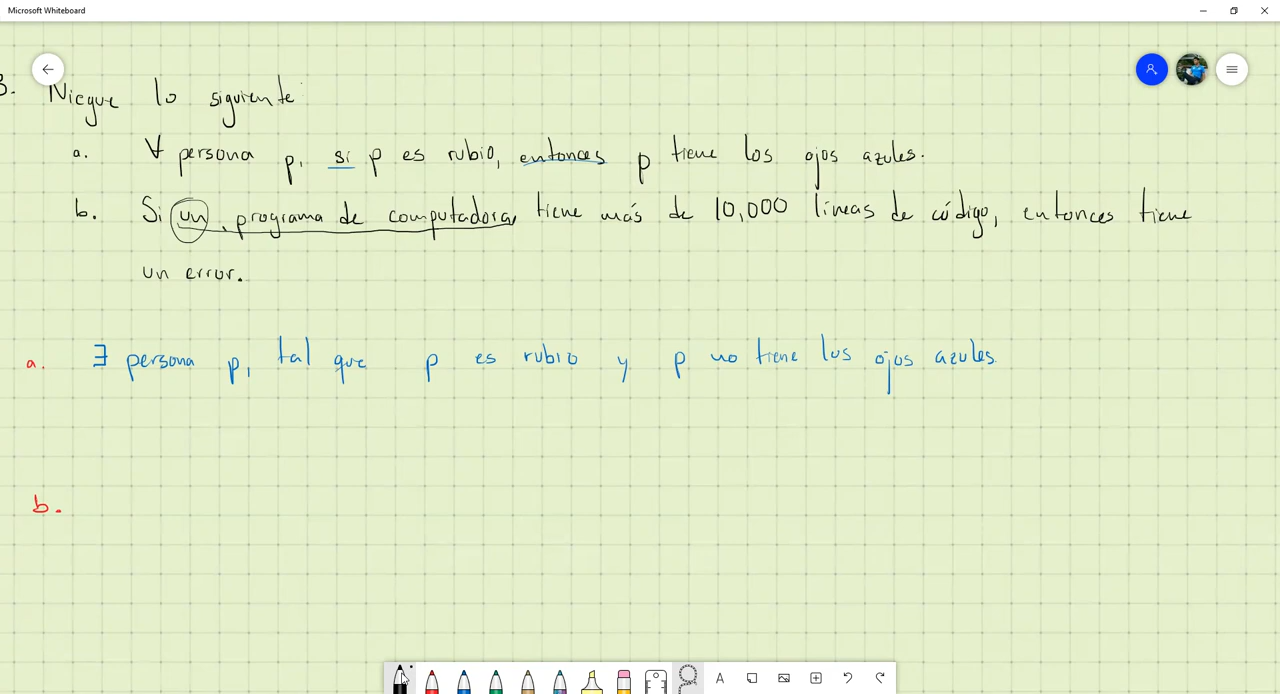 Microsoft Whiteboard
3. Niegue lo siguiente:
a. ∀ persona p, si p es rubio, entonces p tiene los ojos azules.
b. Si un programa de computadora, tiene más de 10,000 líneas de código, entonces tiene
un error.
a. ∃ persona p, tal que p es rubio y p no tiene los ojos azules.
b.
A